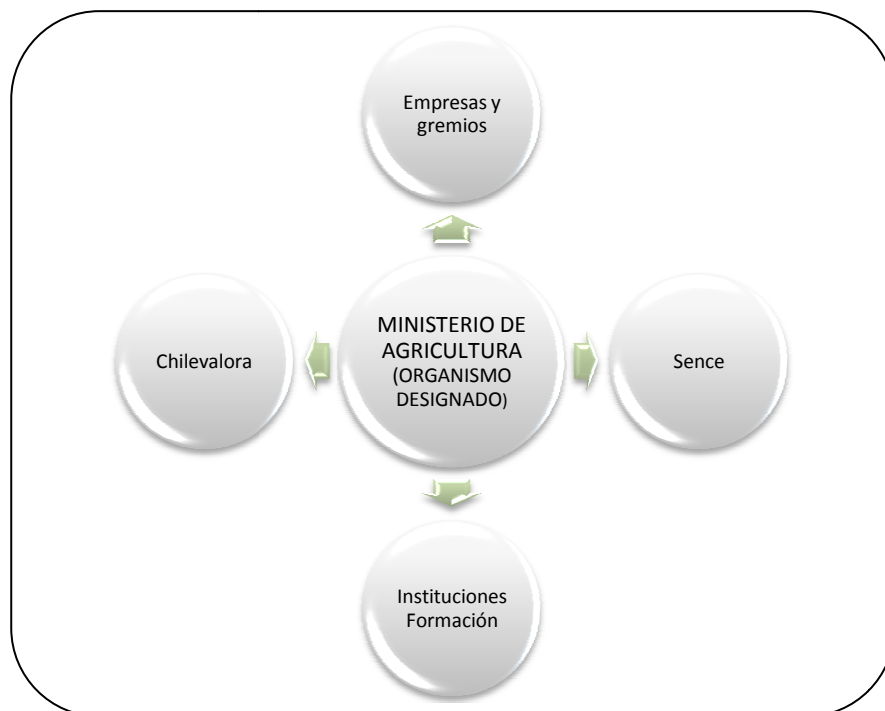 Empresas y
gremios
Chilevalora
MINISTERIO DE
AGRICULTURA
(ORGANISMO
DESIGNADO)
Sence
Instituciones
Formación